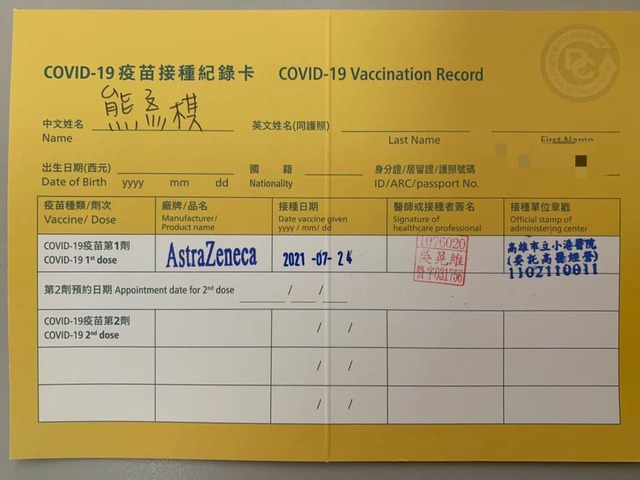 COVID-19 疫苗接種紀錄卡 COVID-19 Vaccination Record
中文姓名 熊
Name
英文姓名(同護照)
Last Name First Name
出生日期(西元)
Date of Birth yyyy mm dd
國籍
Nationality
身分證/居留證/護照號碼
ID/ARC/passport No.
疫苗種類/劑次
Vaccine/ Dose
廠牌/品名
Manufacturer/
Product name
接種日期
Date vaccine given
yyyy / mm/ dd
醫師或接種者簽名
Signature of
healthcare professional
接種單位章戳
Official stamp of
administering center
COVID-19疫苗第1劑
COVID-19 1st dose
AstraZeneca
2021 -07- 24
1076020
吳晃維
醫字031756
高雄市立小港醫院
(委託高醫經營)
1102110011
第2劑預約日期 Appointment date for 2nd dose / /
COVID-19疫苗第2劑
COVID-19 2nd dose
/ /
/ /
/ /